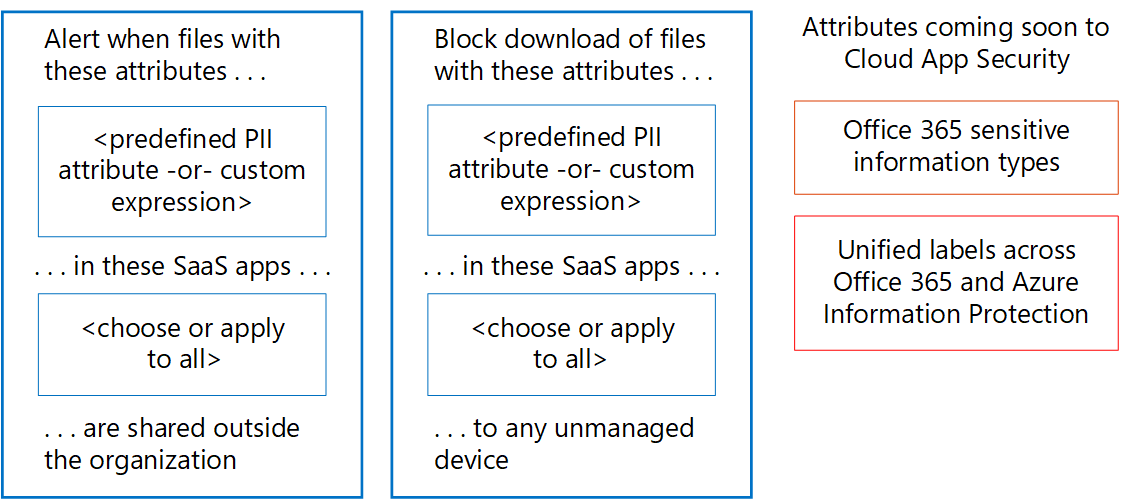 Alert when files with
these attributes . . .
<predefined PII
attribute -or- custom
expression>
. . . in these SaaS apps . . .
<choose or apply
to all>
. . . are shared outside
the organization
Block download of files
with these attributes . . .
<predefined PII
attribute -or- custom
expression>
. . . in these SaaS apps . . .
<choose or apply
to all>
. . . to any unmanaged
device
Attributes coming soon to
Cloud App Security
Office 365 sensitive
information types
Unified labels across
Office 365 and Azure
Information Protection